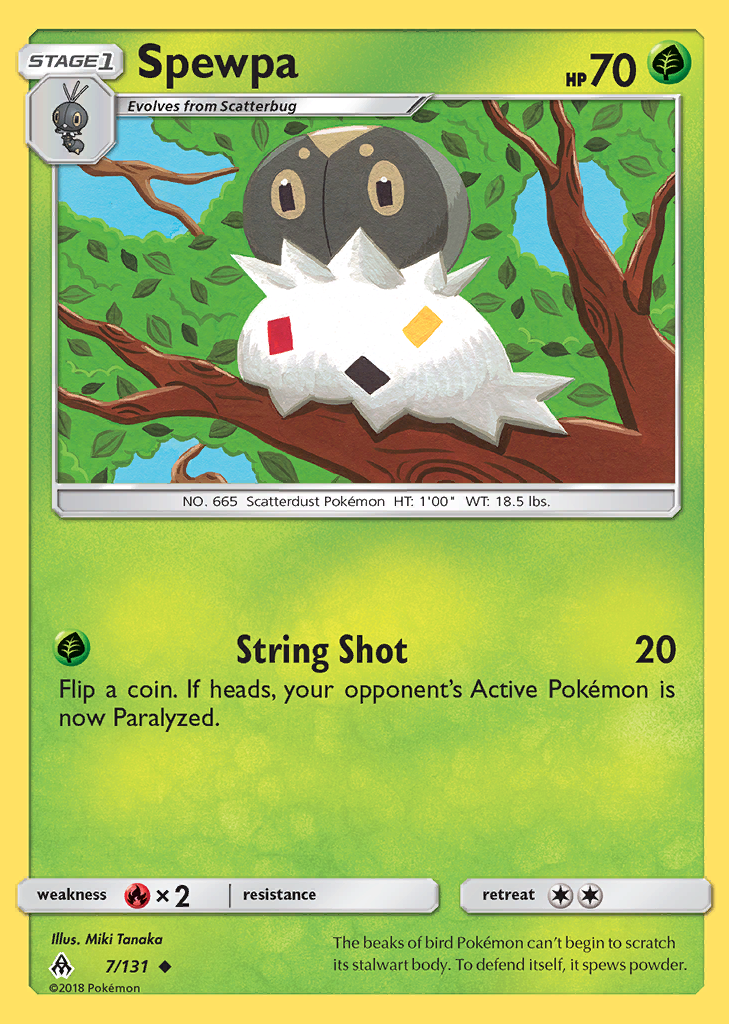 STAGE1
Spewpa
HP70
Evolves from Scatterbug
NO. 665 Scatterdust Pokémon HT: 1'00" WT: 18.5 lbs.
String Shot 20
Flip a coin. If heads, your opponent's Active Pokémon is
now Paralyzed.
weakness × 2 resistance retreat
Illus. Miki Tanaka
7/131
©2018 Pokémon
The beaks of bird Pokémon can't begin to scratch
its stalwart body. To defend itself, it spews powder.